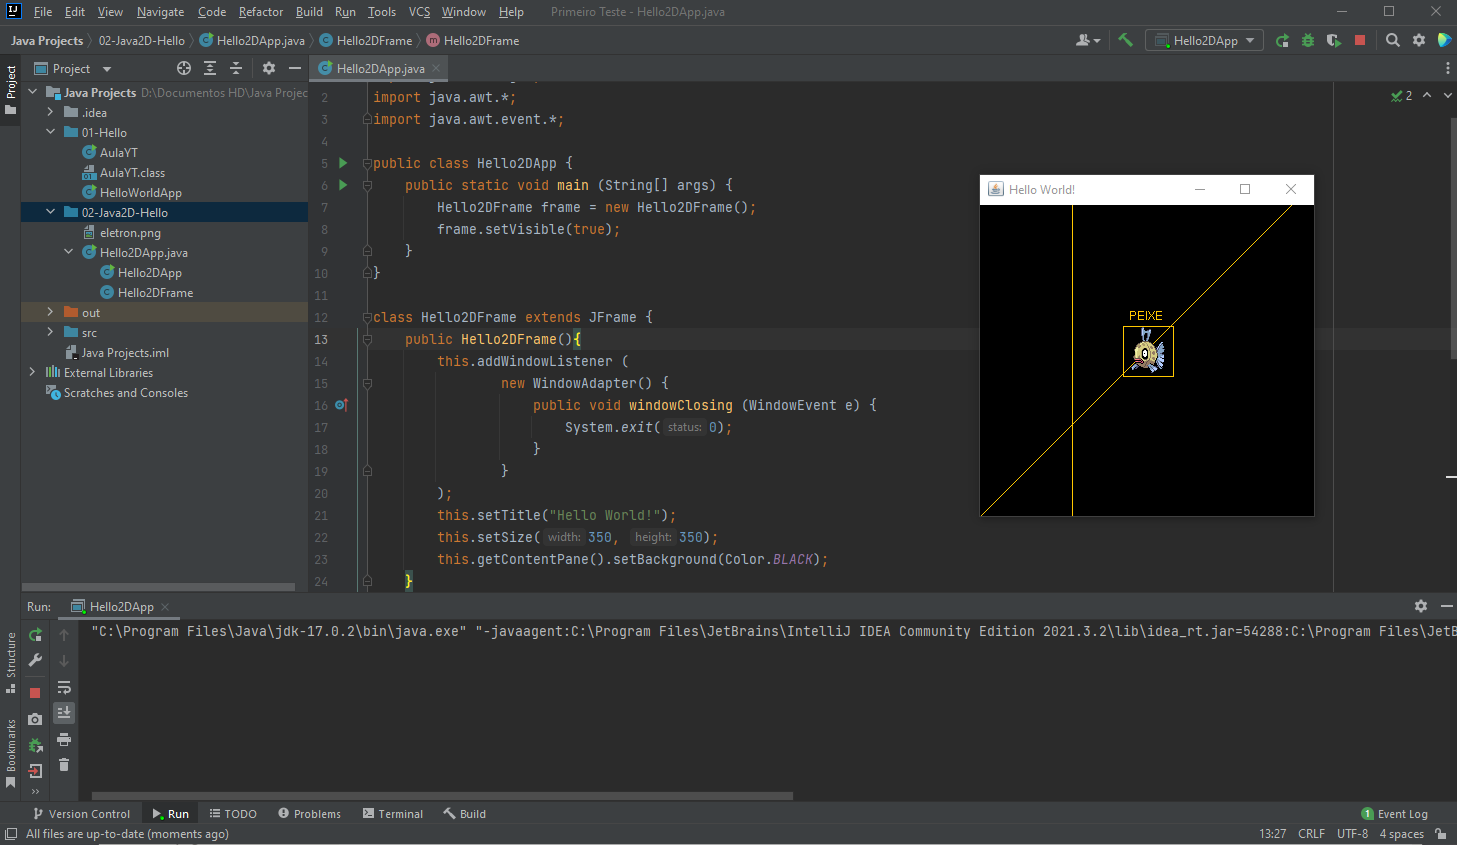 File Edit View Navigate Code Refactor Build Run Tools VCS Window Help Primeiro Teste - Hello2DApp.java
Java Projects 02-Java2D-Hello Hello2DApp.java Hello2DFrame Hello2DFrame Hello2DApp
Project
Project
Hello2DApp.java
Java Projects D:\Documentos HD\Java Projec
.idea
01-Hello
AulaYT
AulaYT.class
HelloWorldApp
02-Java2D-Hello
eletron.png
Hello2DApp.java
Hello2DApp
Hello2DFrame
out
src
Java Projects.iml
External Libraries
Scratches and Consoles
2
2 import java.awt.*;
3 import java.awt.event.*;
4
5 public class Hello2DApp {
6 public static void main (String[] args) {
7 Hello2DFrame frame = new Hello2DFrame();
8 frame.setVisible(true);
9 }
10 }
11
12 class Hello2DFrame extends JFrame {
13 public Hello2DFrame(){
14 this.addWindowListener (
15 new WindowAdapter() {
16 public void windowClosing (WindowEvent e) {
17 System.exit( status: 0);
18 }
19 }
20 );
21 this.setTitle("Hello World!");
22 this.setSize( width: 350, height: 350);
23 this.getContentPane().setBackground(Color.BLACK);
24 }
Hello World!
PEIXE
Run: Hello2DApp
"C:\Program Files\Java\jdk-17.0.2\bin\java.exe" "-javaagent:C:\Program Files\JetBrains\IntelliJ IDEA Community Edition 2021.3.2\lib\idea_rt.jar=54288:C:\Program Files\JetB
Structure
Bookmarks
Version Control Run TODO Problems Terminal Build 1 Event Log
All files are up-to-date (moments ago) 13:27 CRLF UTF-8 4 spaces